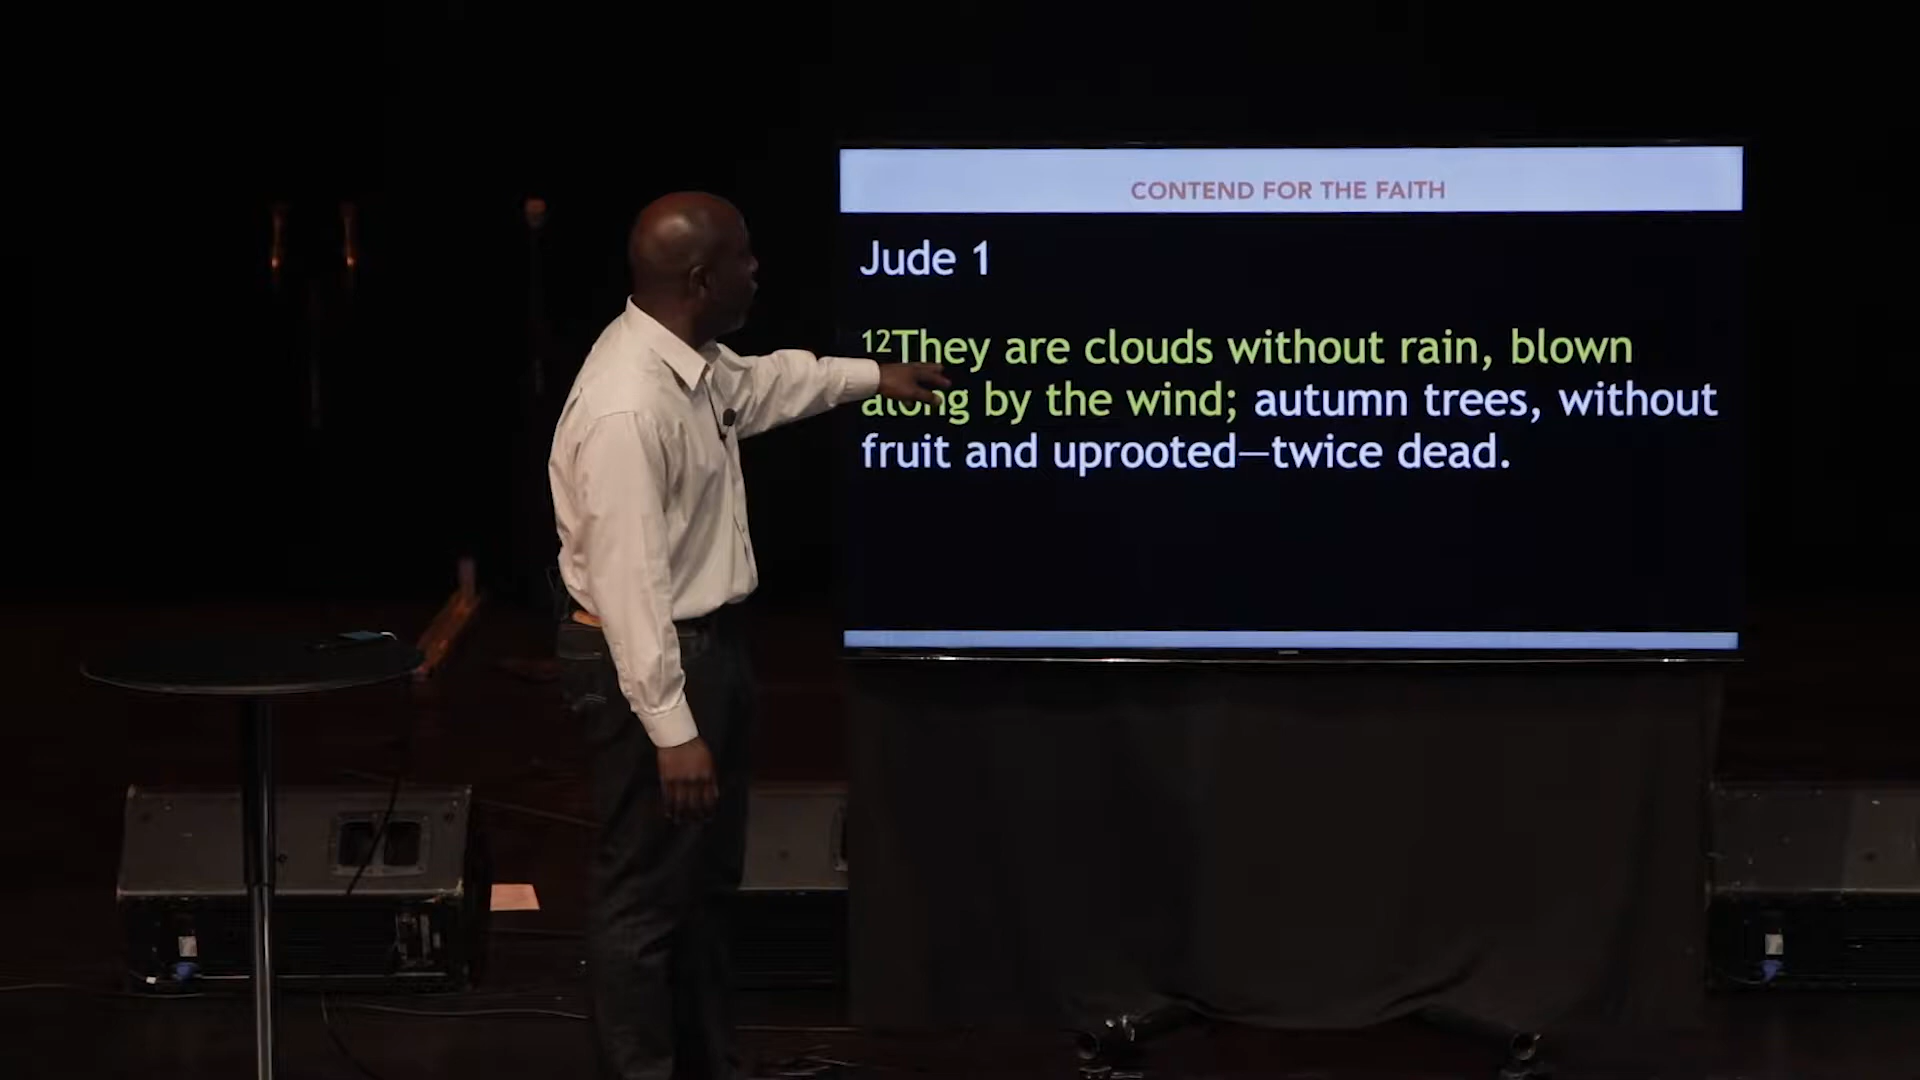 CONTEND FOR THE FAITH
Jude 1
12They are clouds without rain, blown
along by the wind; autumn trees, without
fruit and uprooted—twice dead.